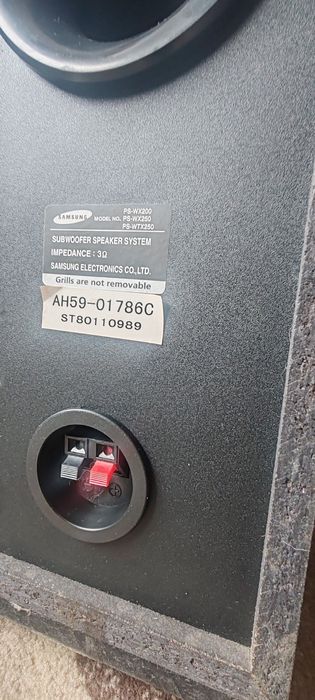 PS-WX200
SAMSUNG MODEL NO. PS-WX250
PS-WTX250
SUBWOOFER SPEAKER SYSTEM
IMPEDANCE : 3Ω
SAMSUNG ELECTRONICS CO., LTD.
Grills are not removable
AH59-01786C
ST80110989